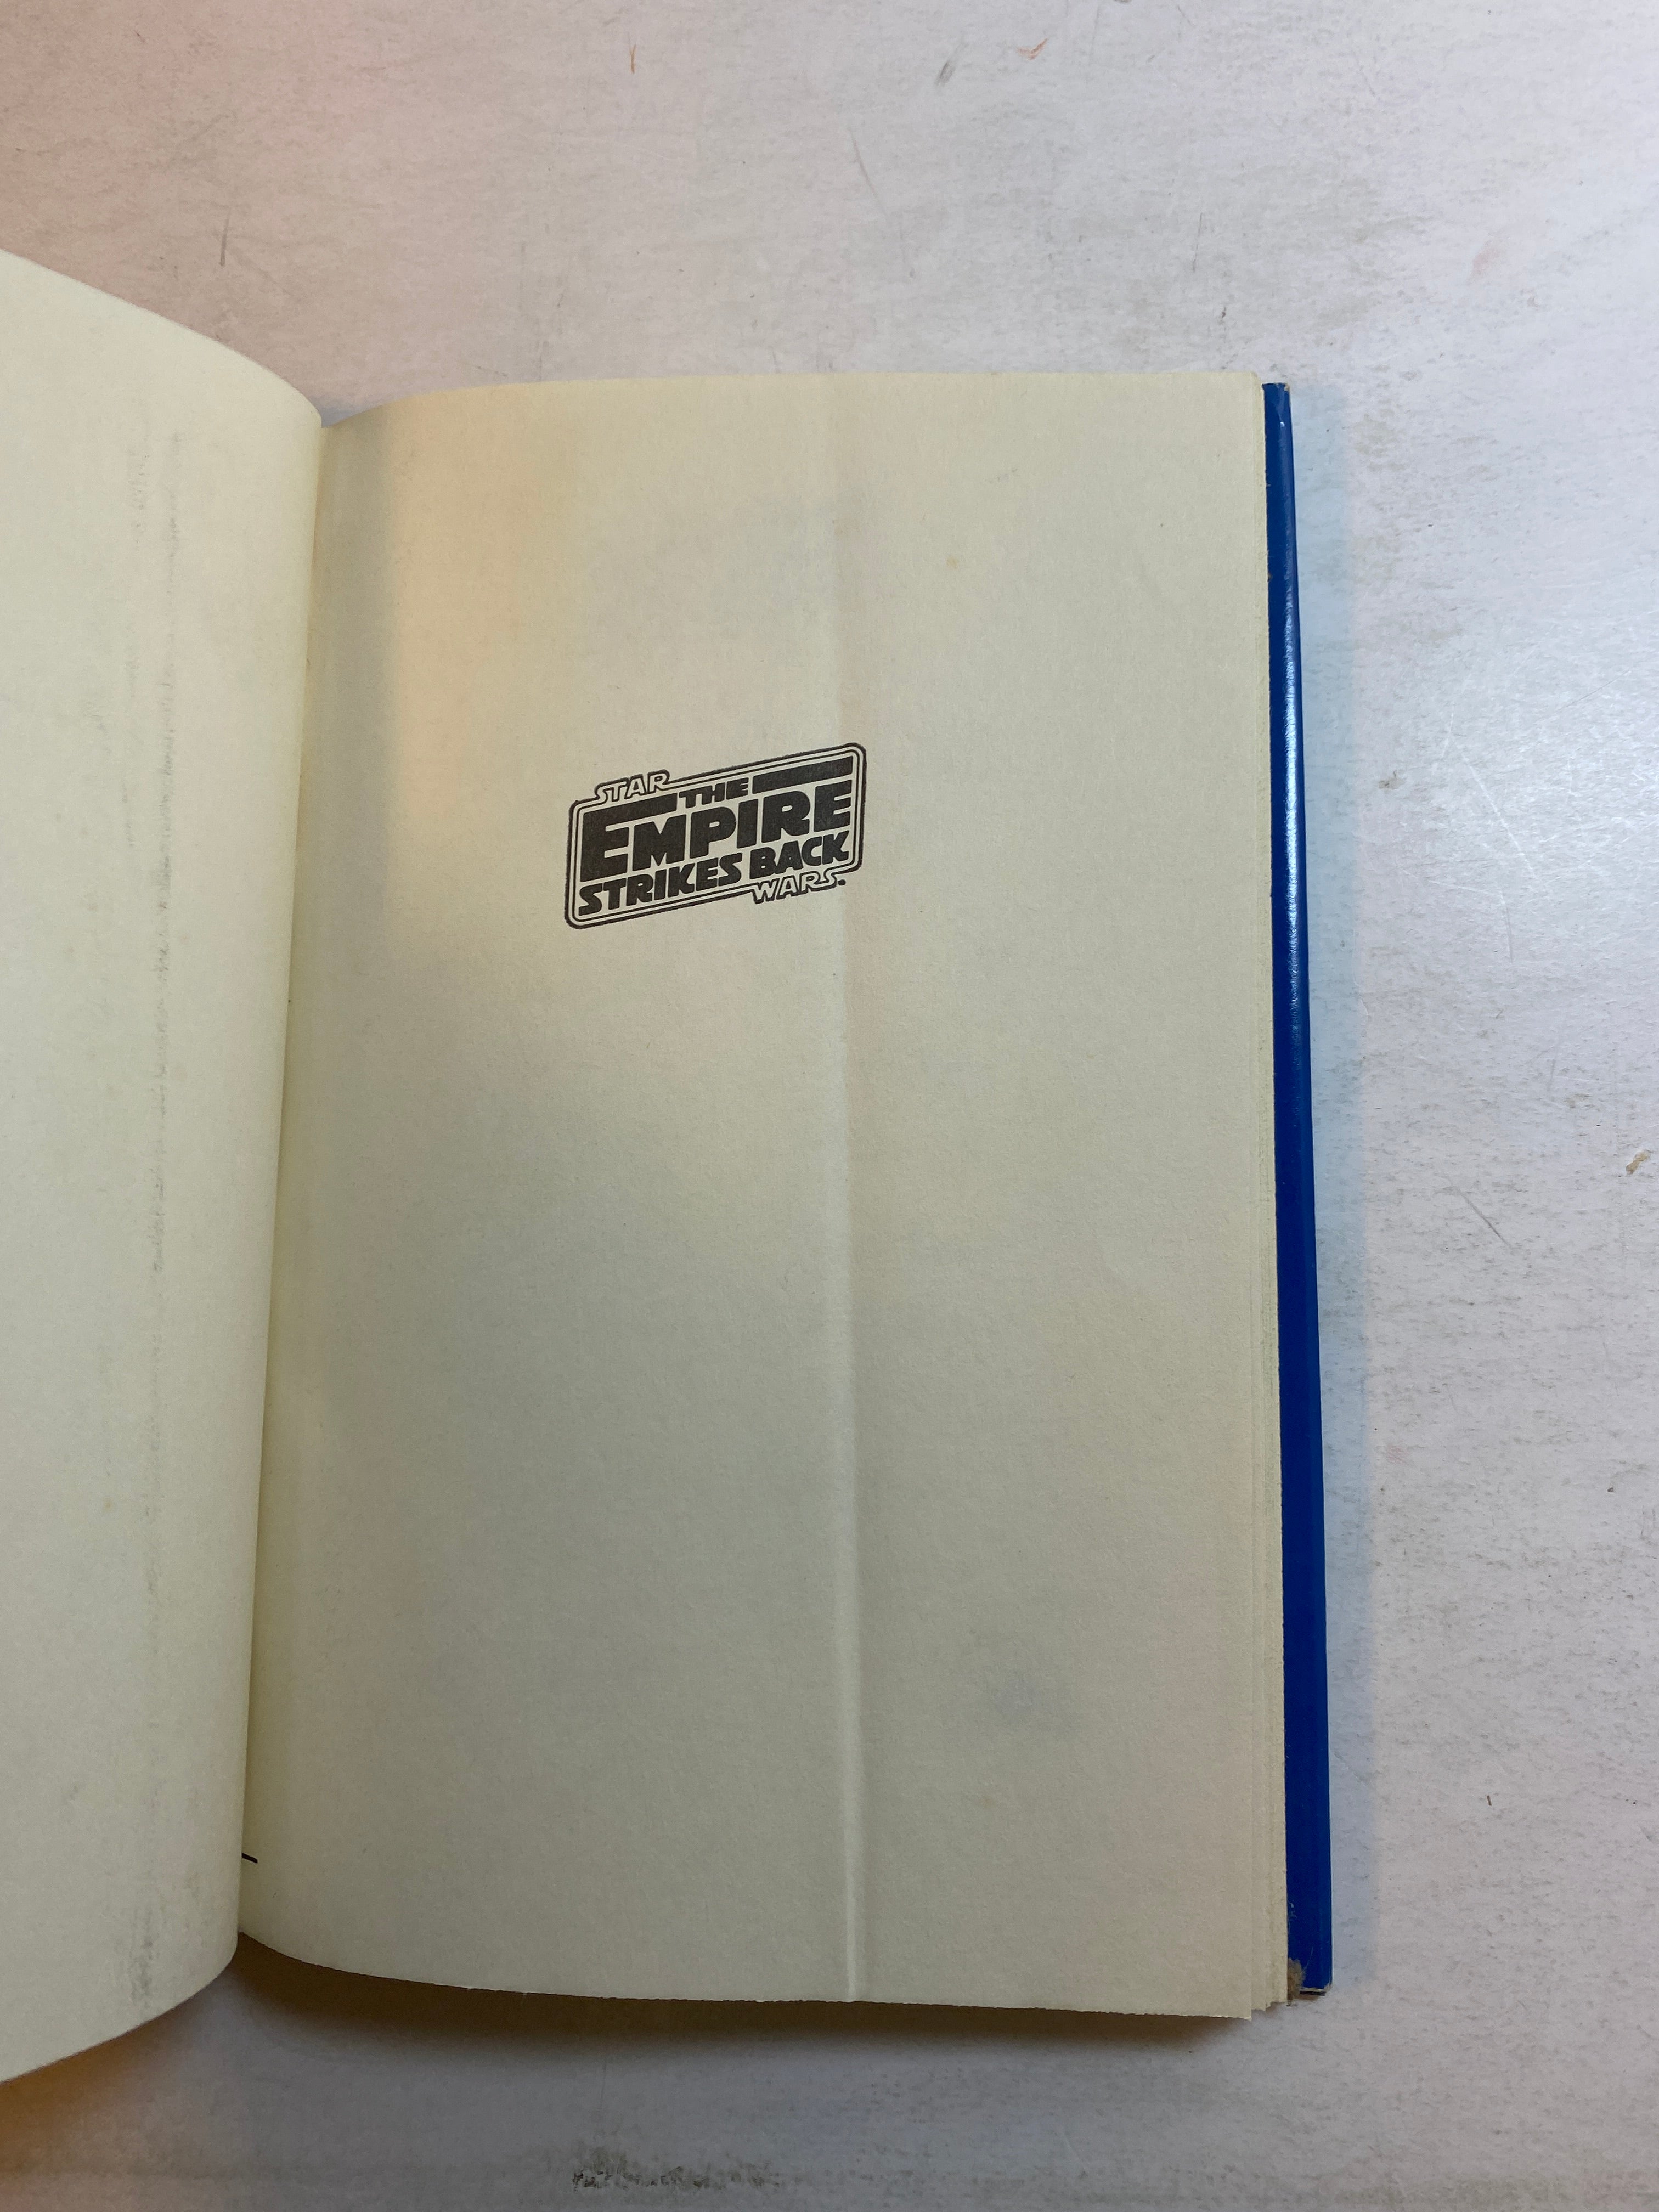 STAR
THE
EMPIRE
STRIKES BACK
WARS